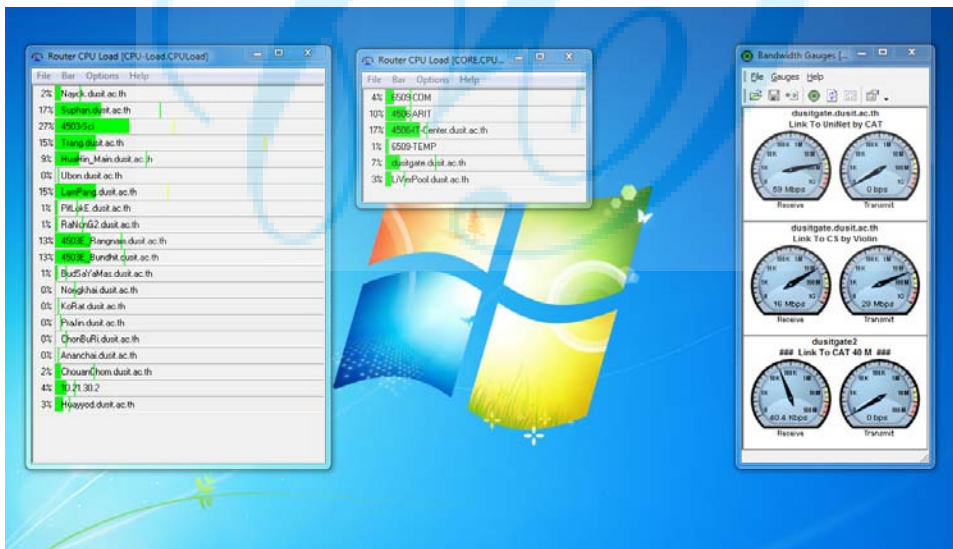 Router CPU Load [CPU-Load.CPULoad]
File Bar Options Help
2% Nayok.dusit.ac.th
17% Suphan.dusit.ac.th
27% 4503-Sci
15% Trang.dusit.ac.th
9% HuaHin_Main.dusit.ac.th
0% Ubon.dusit.ac.th
15% LamPang.dusit.ac.th
1% PitLokE.dusit.ac.th
1% RaNonG2.dusit.ac.th
13% 4503E_Rangnam.dusit.ac.th
13% 4503E_Bundhit.dusit.ac.th
1% BudSaYaMas.dusit.ac.th
0% Nongkhai.dusit.ac.th
0% KoRat.dusit.ac.th
0% PraJin.dusit.ac.th
0% ChonBuRi.dusit.ac.th
0% Ananchai.dusit.ac.th
2% ChouanChom.dusit.ac.th
4% 10.21.30.2
3% Huayyod.dusit.ac.th
Router CPU Load [CORE.CPU...
File Bar Options Help
4% 6509-COM
10% 4506-ARIT
17% 4506-IT-Center.dusit.ac.th
1% 6509-TEMP
7% dusitgate.dusit.ac.th
3% LiVerPool.dusit.ac.th
Bandwidth Gauges [...
File Gauges Help
dusitgate.dusit.ac.th
Link To UniNet by CAT
69 Mbps 0 bps
Receive Transmit
dusitgate.dusit.ac.th
Link To CS by Violin
16 Mbps 29 Mbps
Receive Transmit
dusitgate2
### Link To CAT 40 M ###
40.4 Kbps 0 bps
Receive Transmit